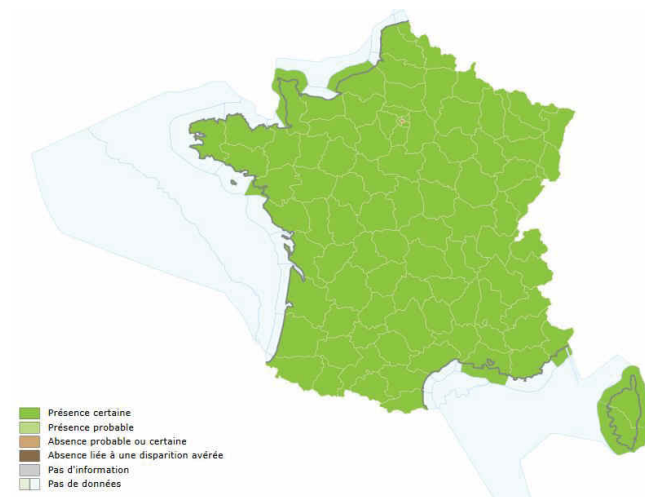 Présence certaine
Présence probable
Absence probable ou certaine
Absence liée à une disparition avérée
Pas d'information
Pas de données